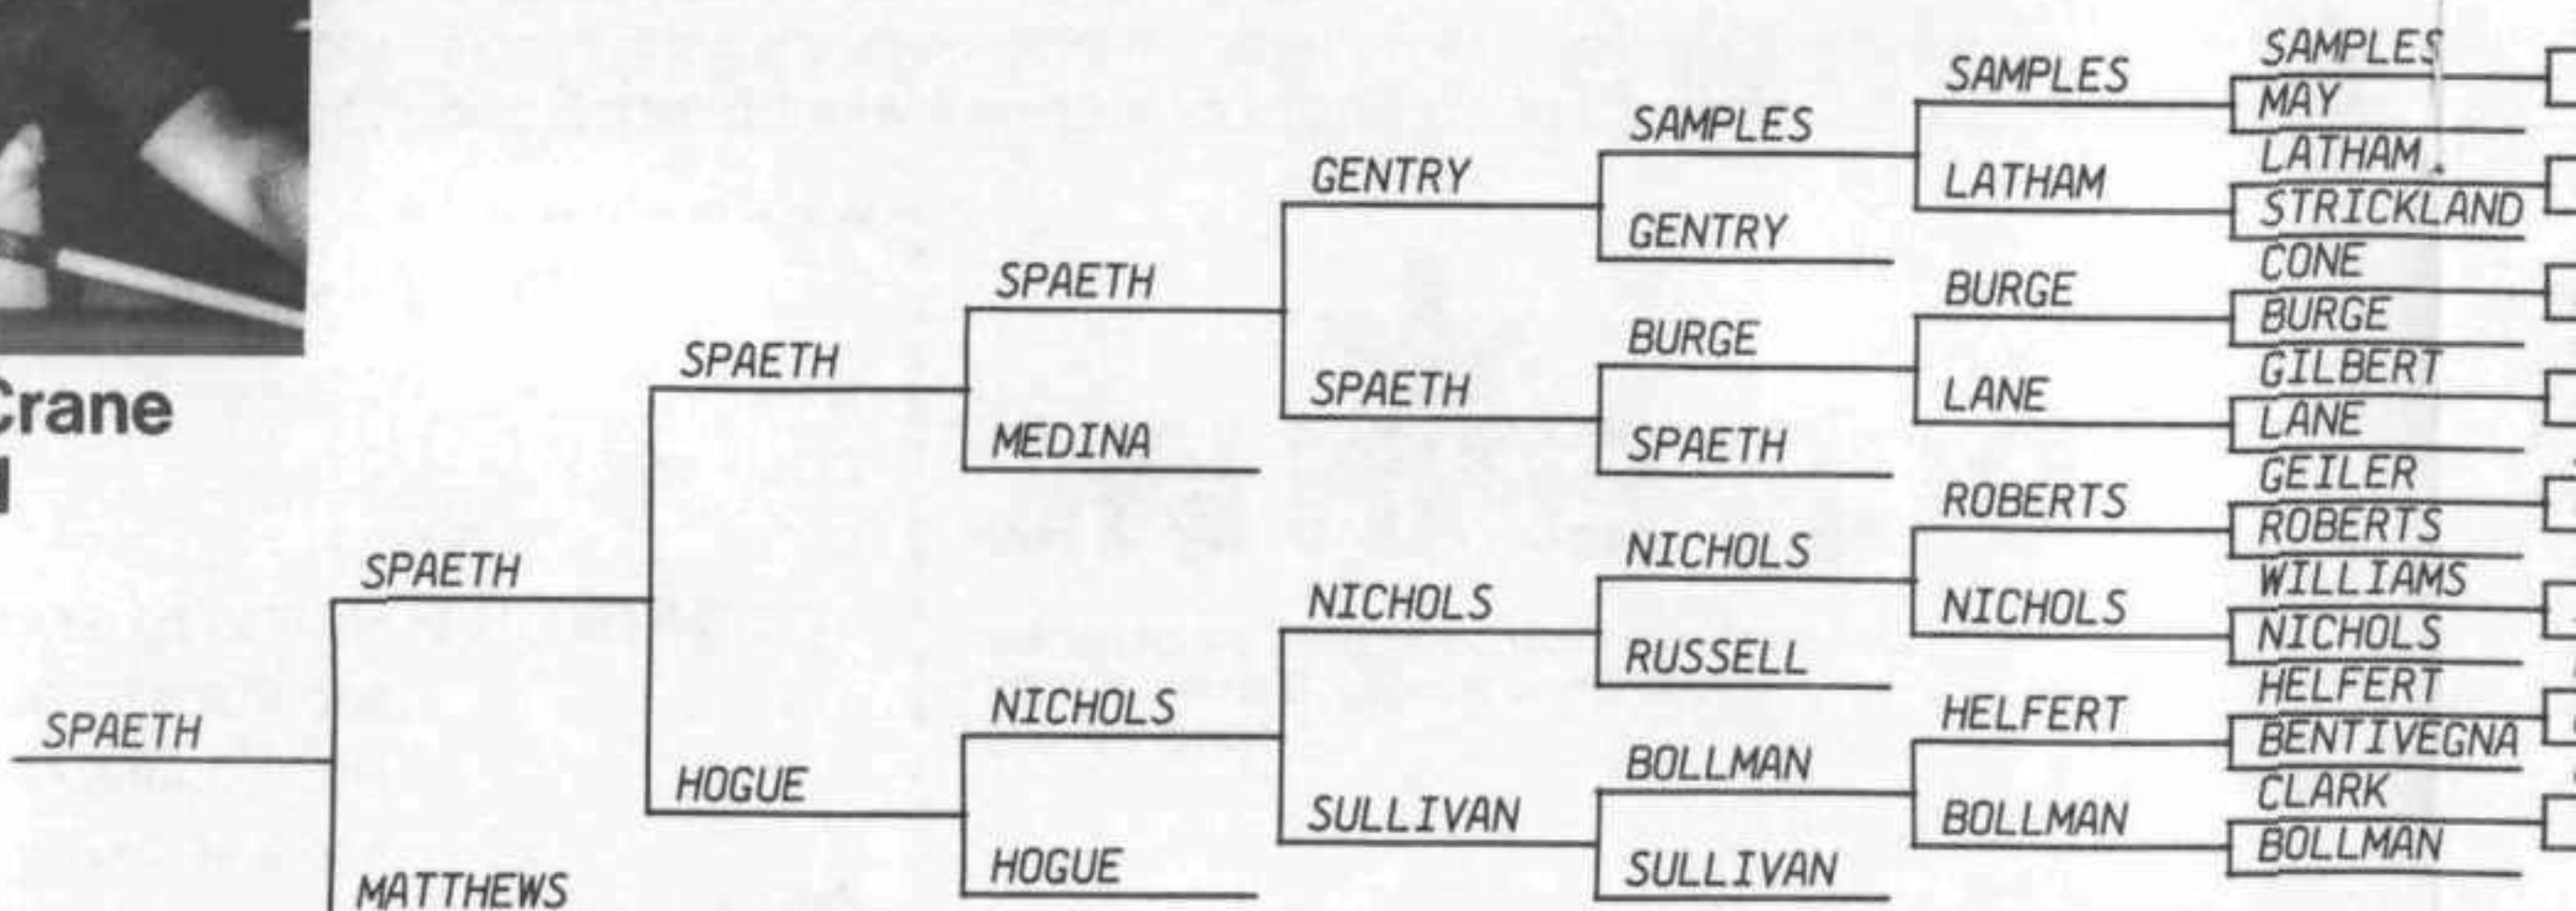 Crane
SPAETH
SPAETH
MATTHEWS
SPAETH
HOGUE
SPAETH
MEDINA
NICHOLS
HOGUE
GENTRY
SPAETH
NICHOLS
SULLIVAN
SAMPLES
GENTRY
BURGE
SPAETH
NICHOLS
RUSSELL
BOLLMAN
SULLIVAN
SAMPLES
LATHAM
BURGE
LANE
ROBERTS
NICHOLS
HELFERT
BOLLMAN
SAMPLES
MAY
LATHAM
STRICKLAND
CONE
BURGE
GILBERT
LANE
GEILER
ROBERTS
WILLIAMS
NICHOLS
HELFERT
BENTIVEGNA
CLARK
BOLLMAN